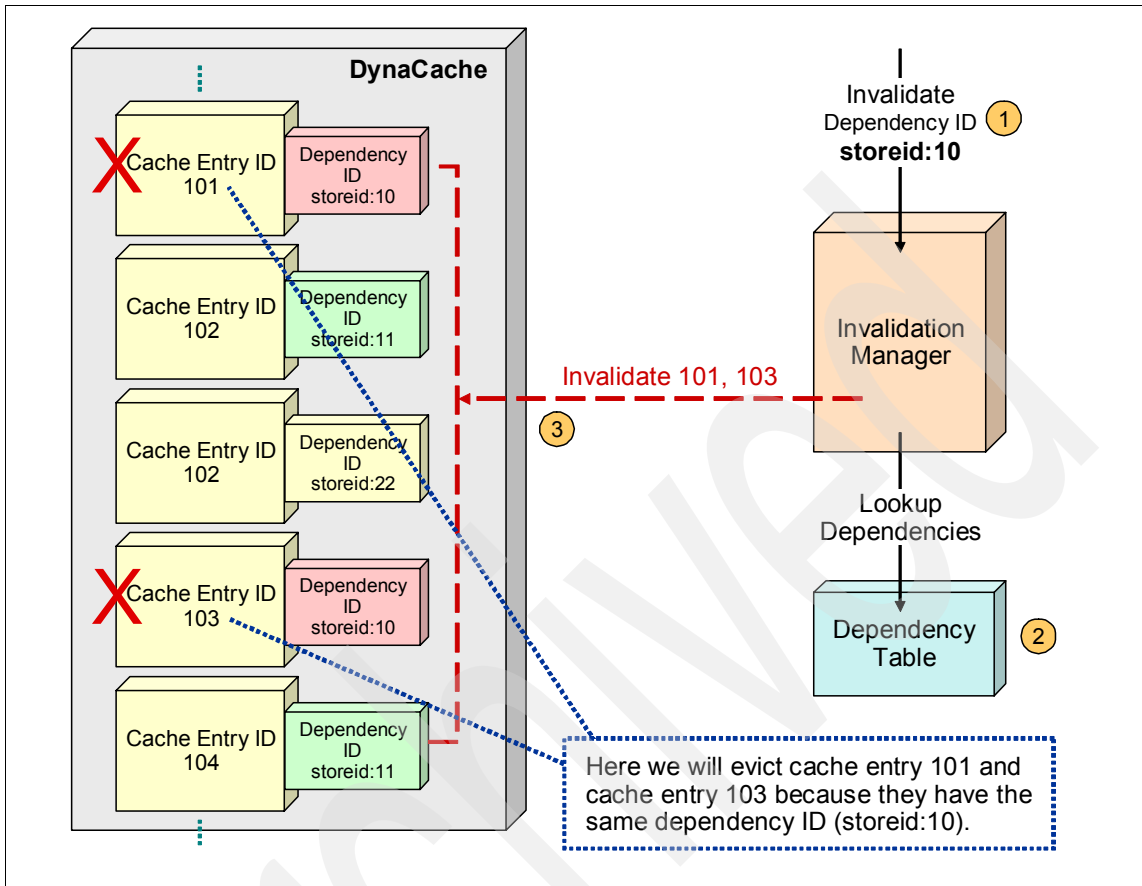 DynaCache
Cache Entry ID
101
X
Dependency
ID
storeid:10
Cache Entry ID
102
Dependency
ID
storeid:11
Cache Entry ID
102
Dependency
ID
storeid:22
Cache Entry ID
103
X
Dependency
ID
storeid:10
Cache Entry ID
104
Dependency
ID
storeid:11
Invalidate
Dependency ID
storeid:10
1
Invalidation
Manager
Invalidate 101, 103
3
Lookup
Dependencies
Dependency
Table
2
Here we will evict cache entry 101 and
cache entry 103 because they have the
same dependency ID (storeid:10).